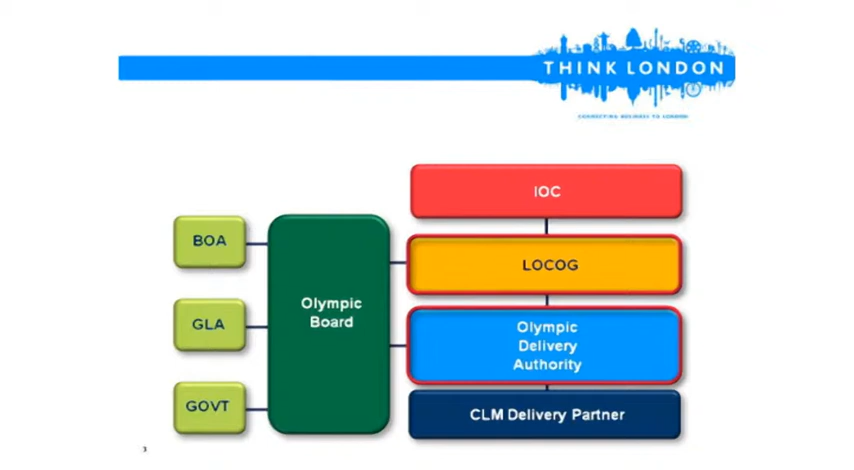 THINK LONDON
CONNECTING BUSINESS TO LONDON
IOC
BOA
LOCOG
GLA
Olympic
Board
Olympic
Delivery
Authority
GOVT
CLM Delivery Partner
3